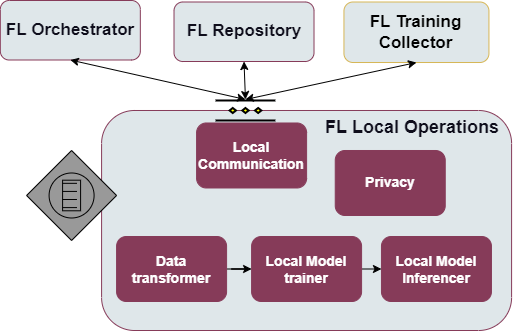 FL Orchestrator
FL Repository
FL Training
Collector
FL Local Operations
Local
Communication
Privacy
Data
transformer
Local Model
trainer
Local Model
Inferencer